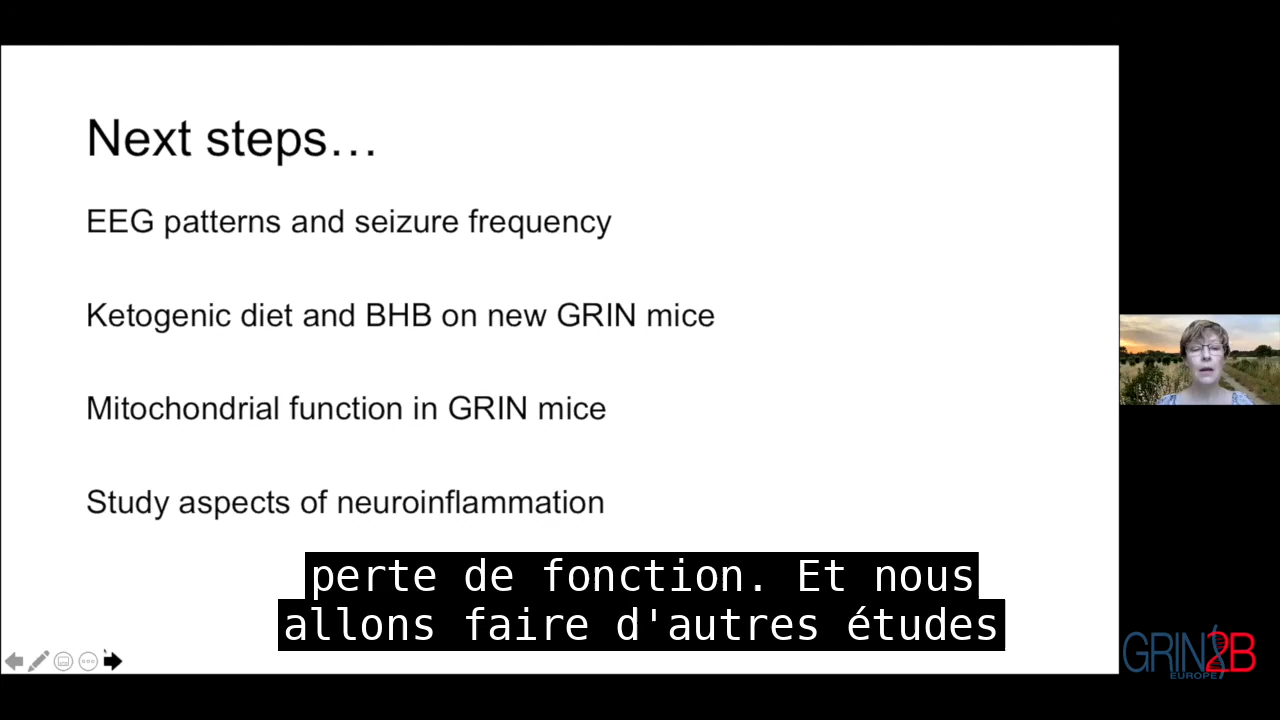 Next steps…
EEG patterns and seizure frequency
Ketogenic diet and BHB on new GRIN mice
Mitochondrial function in GRIN mice
Study aspects of neuroinflammation
perte de fonction. Et nous
allons faire d'autres études
GRIN2B
EUROPE